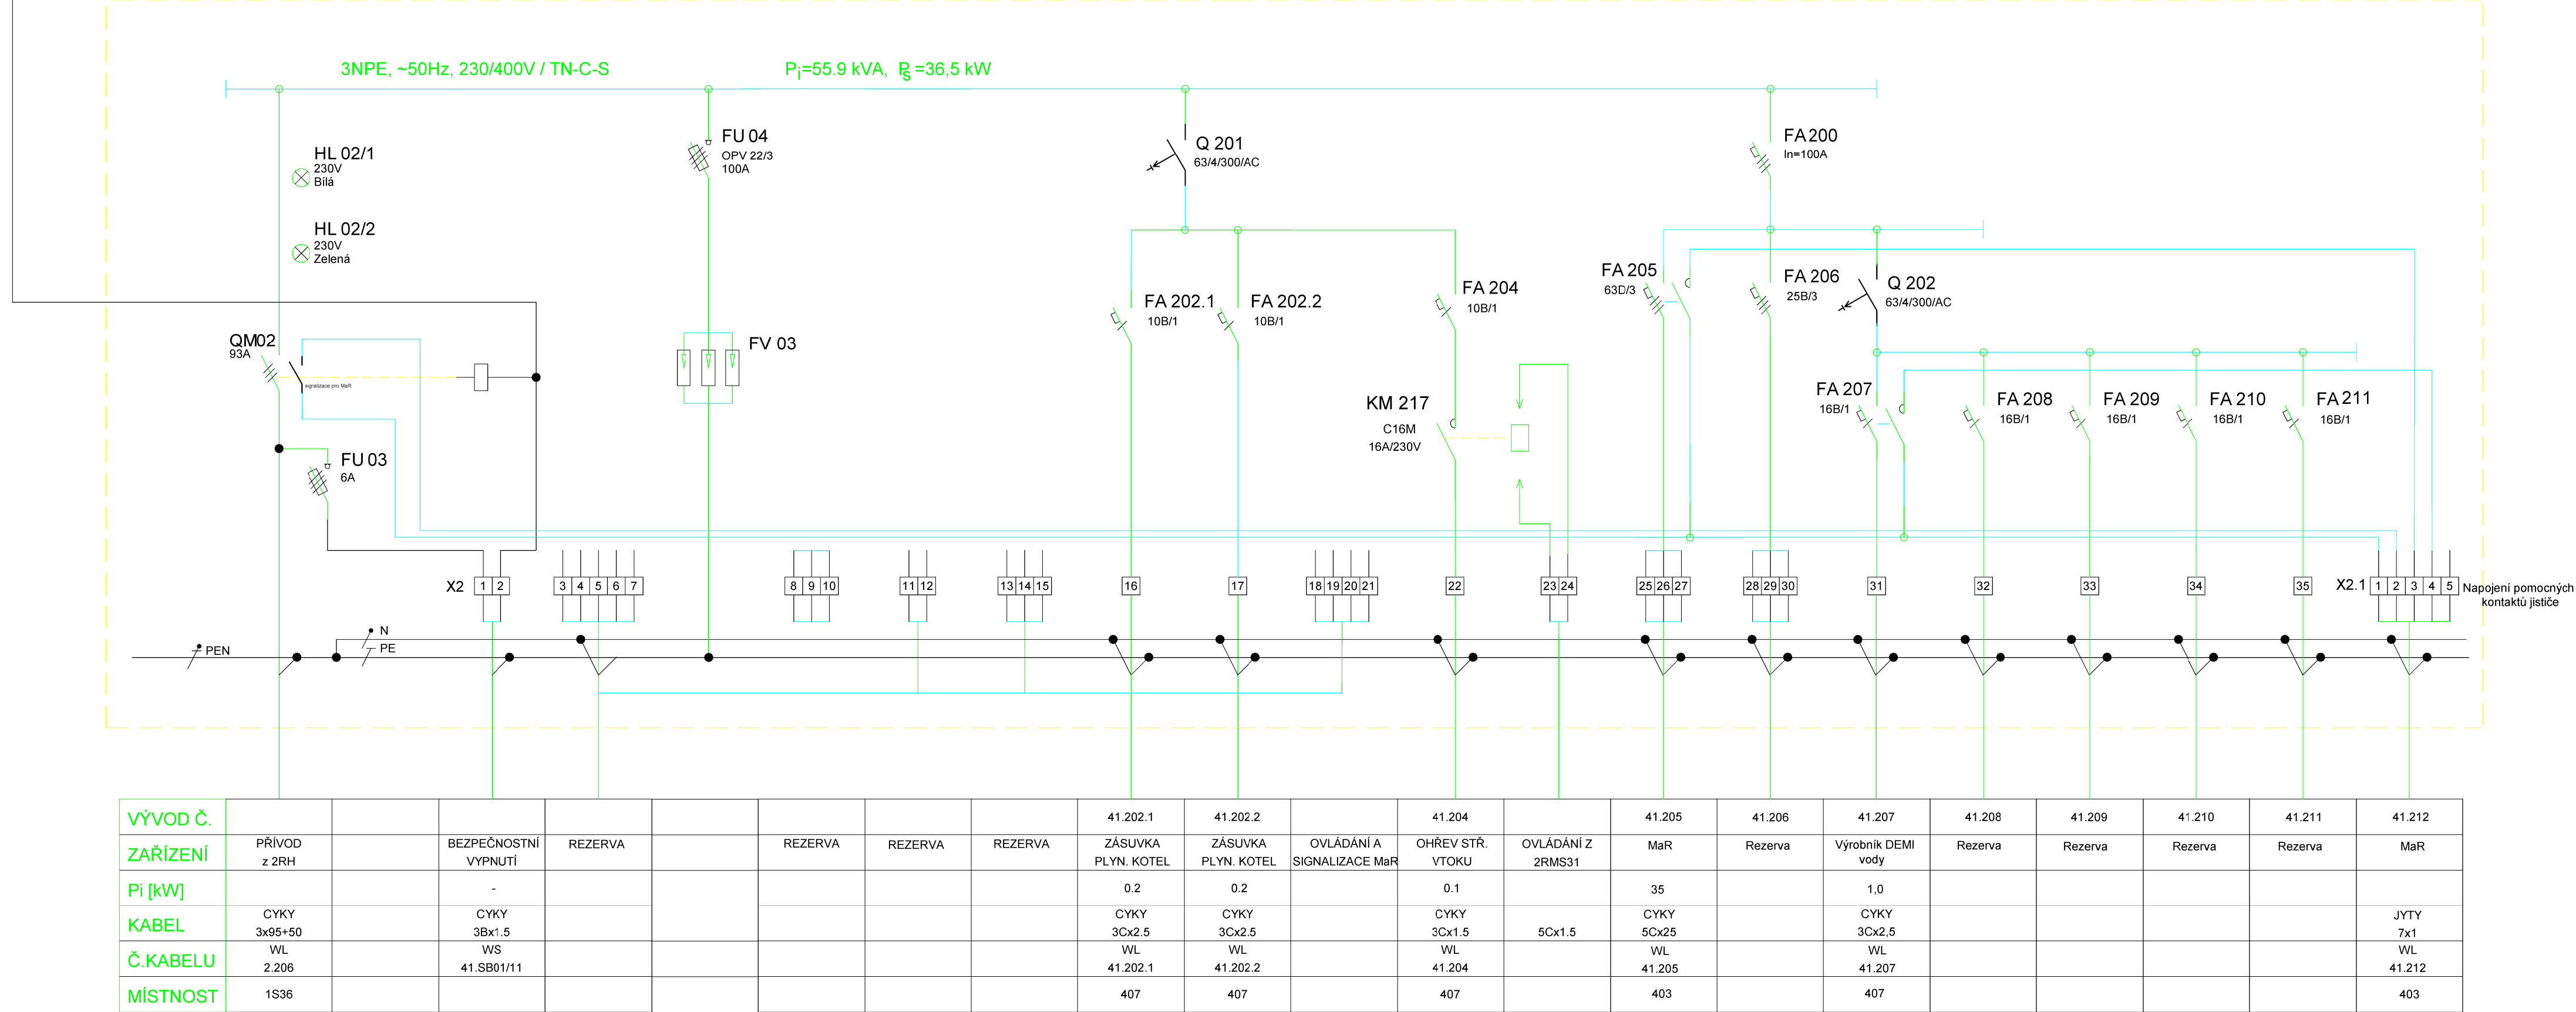 3NPE, ~50Hz, 230/400V / TN-C-S
Pi=55.9 kVA, PS=36,5 kW
HL 02/1
230V
Bílá
HL 02/2
230V
Zelená
QM02
93A
signalizace pro MaR
FU 03
6A
FU 04
OPV 22/3
100A
FV 03
Q 201
63/4/300/AC
FA 202.1
10B/1
FA 202.2
10B/1
FA 204
10B/1
KM 217
C16M
16A/230V
FA 200
In=100A
FA 205
63D/3
FA 206
25B/3
Q 202
63/4/300/AC
FA 207
16B/1
FA 208
16B/1
FA 209
16B/1
FA 210
16B/1
FA 211
16B/1
X2 1 2 3 4 5 6 7 8 9 10 11 12 13 14 15 16 17 18 19 20 21 22 23 24 25 26 27 28 29 30 31 32 33 34 35
X2.1 1 2 3 4 5
Napojení pomocných
kontaktů jističe
PEN
N
PE
VÝVOD Č. 41.202.1 41.202.2 41.204 41.205 41.206 41.207 41.208 41.209 41.210 41.211 41.212
ZAŘÍZENÍ
PŘÍVOD
z 2RH
BEZPEČNOSTNÍ
VYPNUTÍ
REZERVA
REZERVA
REZERVA
REZERVA
ZÁSUVKA
PLYN. KOTEL
ZÁSUVKA
PLYN. KOTEL
OVLÁDÁNÍ A
SIGNALIZACE MaR
OHŘEV STŘ.
VTOKU
OVLÁDÁNÍ Z
2RMS31
MaR
Rezerva
Výrobník DEMI
vody
Rezerva
Rezerva
Rezerva
Rezerva
MaR
Pi [kW] - 0.2 0.2 0.1 35 1,0
KABEL
CYKY
3x95+50
CYKY
3Bx1.5
CYKY
3Cx2.5
CYKY
3Cx2.5
CYKY
3Cx1.5
5Cx1.5
CYKY
5Cx25
CYKY
3Cx2,5
JYTY
7x1
Č.KABELU
WL
2.206
WS
41.SB01/11
WL
41.202.1
WL
41.202.2
WL
41.204
WL
41.205
WL
41.207
WL
41.212
MÍSTNOST 1S36 407 407 407 403 407 403